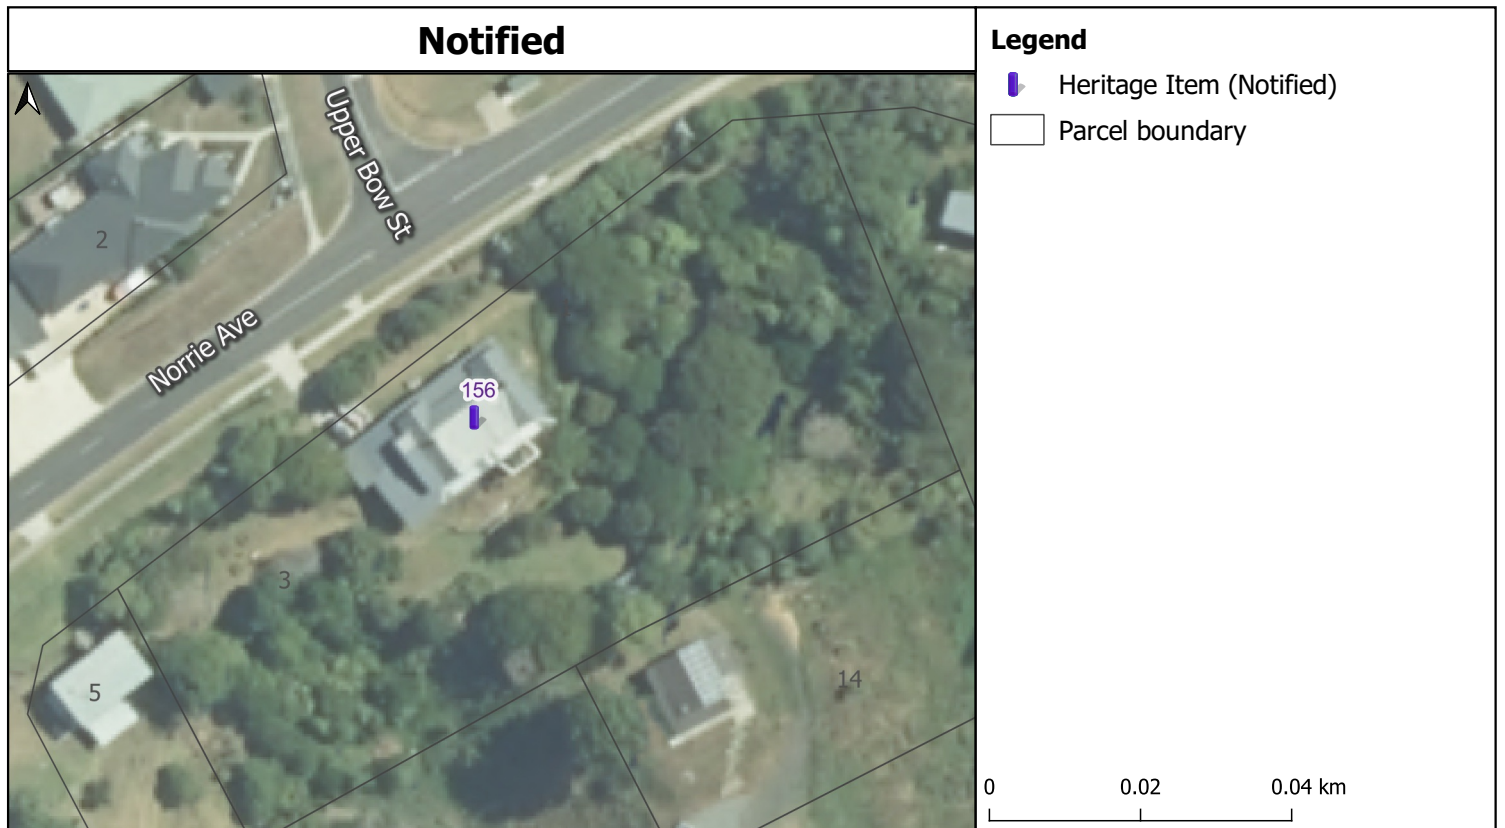 Notified
Legend
Heritage Item (Notified)
Parcel boundary
Upper Bow St
2
Norrie Ave
156
3
5
14
0 0.02 0.04 km